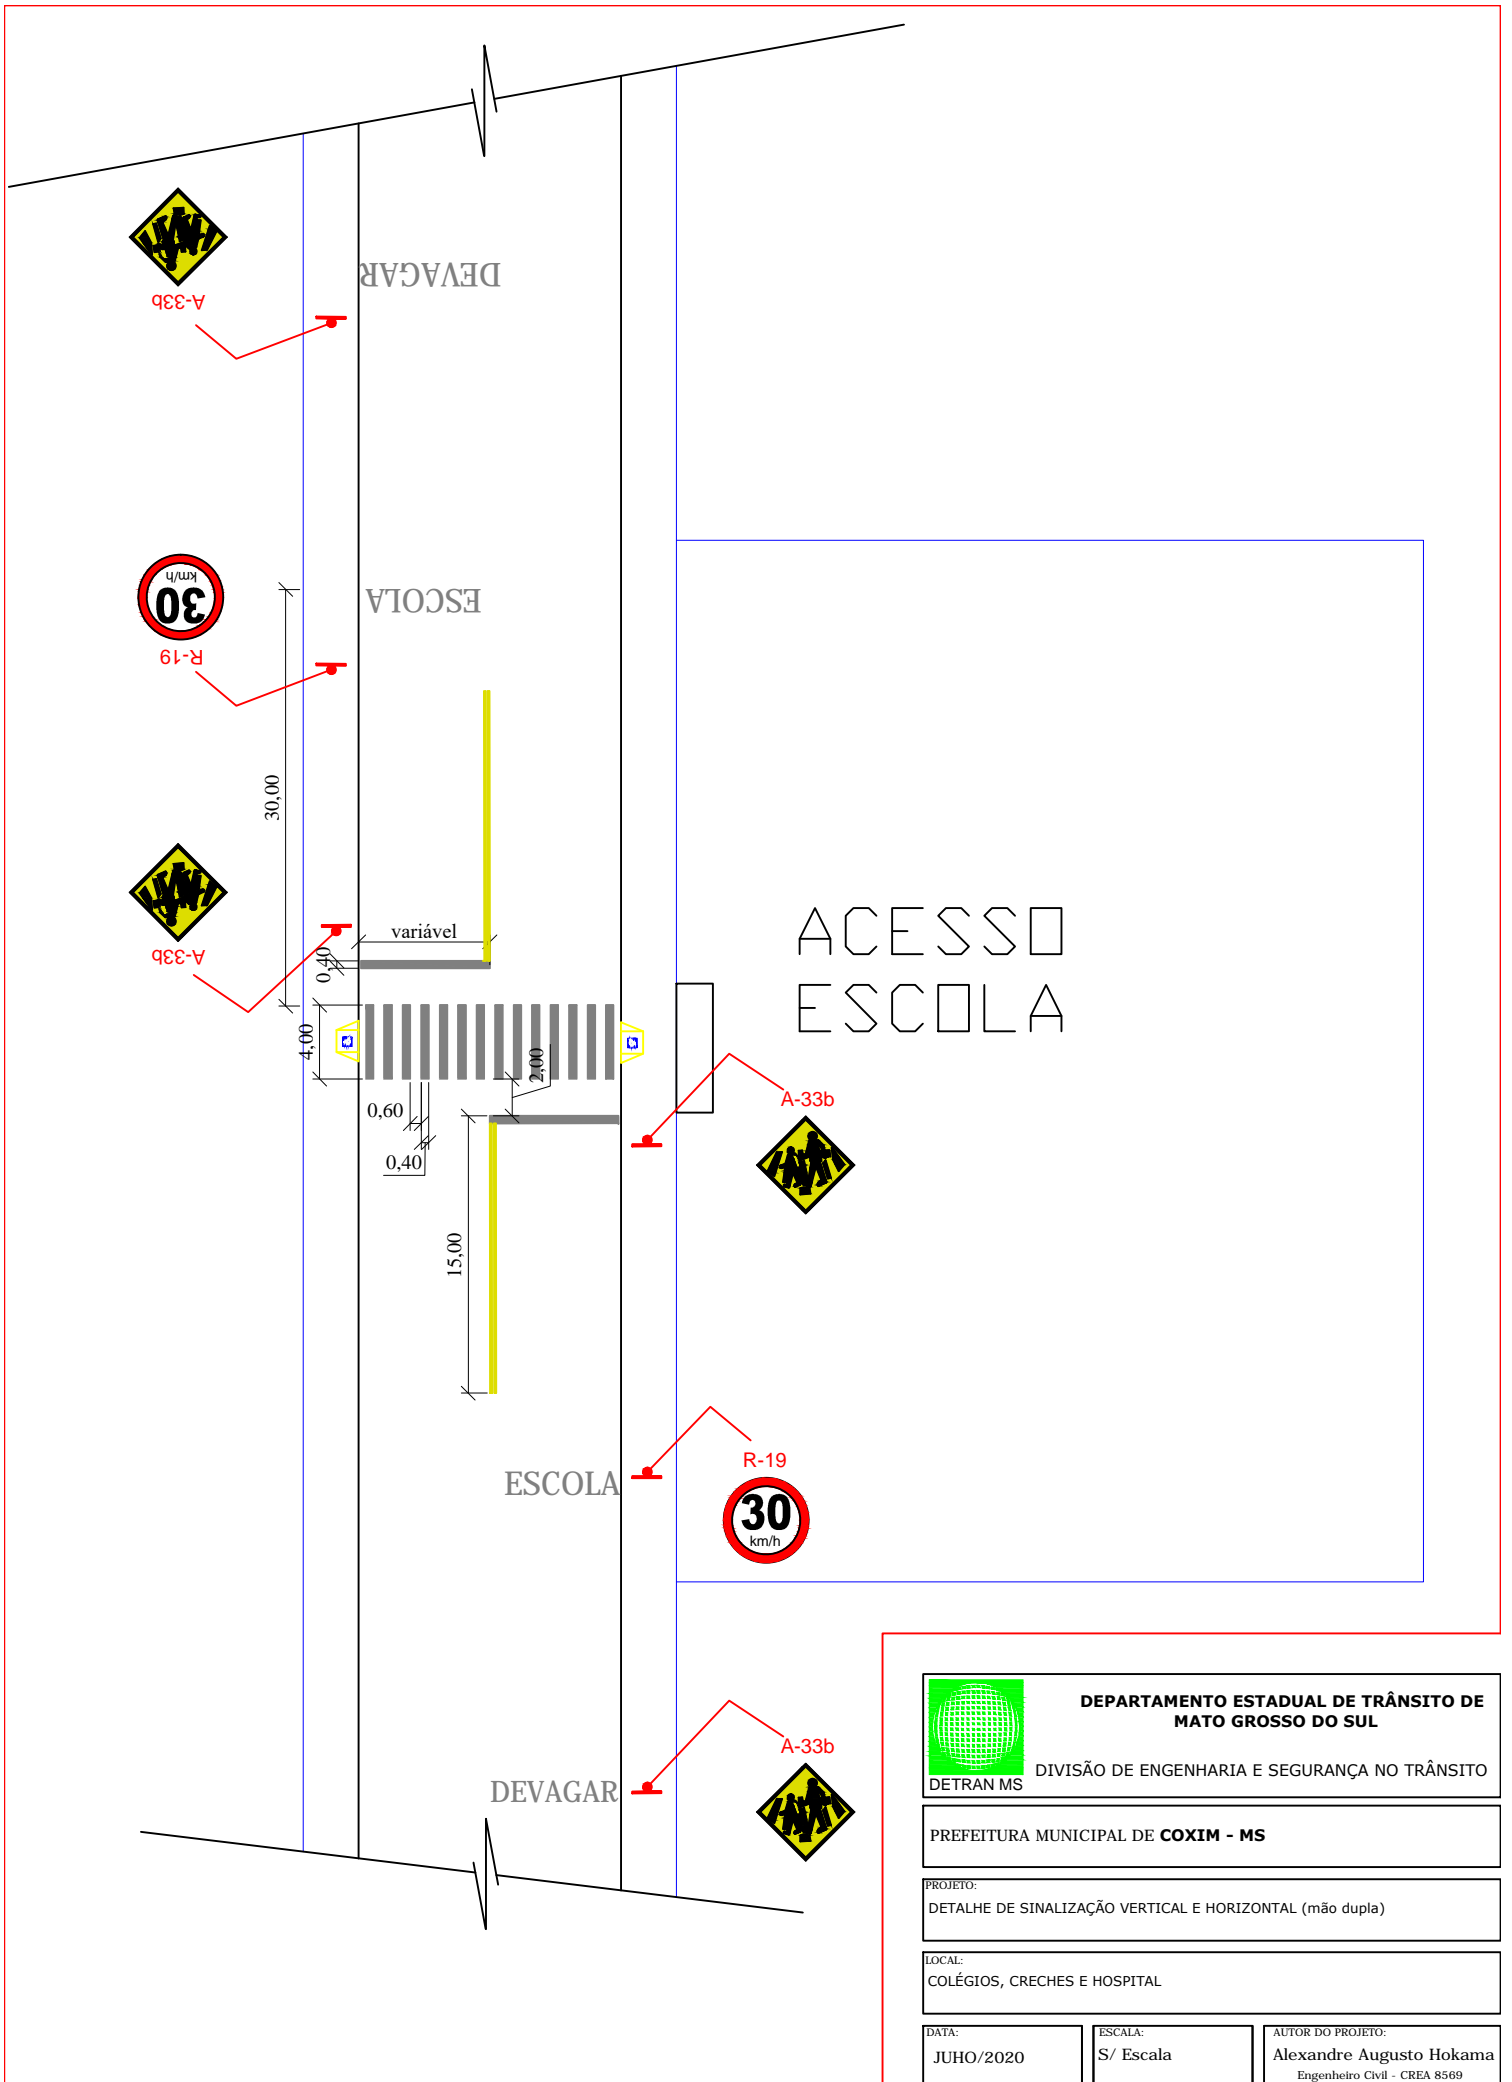 DEVAGAR
A-33b
ESCOLA
30
km/h
R-19
30,00
A-33b
variável
0,40
4,00
2,00
0,60
0,40
15,00
ACESSO
ESCOLA
A-33b
ESCOLA
R-19
30
km/h
A-33b
DEVAGAR
DEPARTAMENTO ESTADUAL DE TRÂNSITO DE
MATO GROSSO DO SUL
DIVISÃO DE ENGENHARIA E SEGURANÇA NO TRÂNSITO
DETRAN MS
PREFEITURA MUNICIPAL DE COXIM - MS
PROJETO:
DETALHE DE SINALIZAÇÃO VERTICAL E HORIZONTAL (mão dupla)
LOCAL:
COLÉGIOS, CRECHES E HOSPITAL
DATA:
JUHO/2020
ESCALA:
S/ Escala
AUTOR DO PROJETO:
Alexandre Augusto Hokama
Engenheiro Civil - CREA 8569